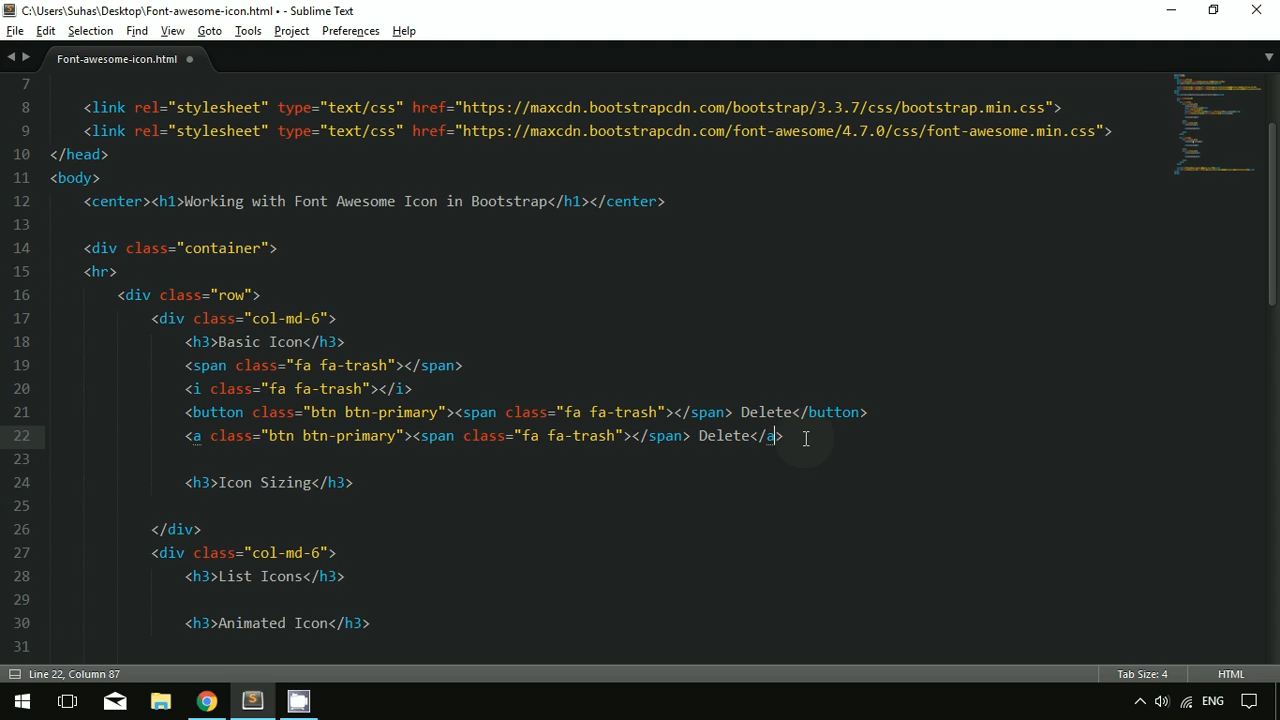 C:\Users\Suhas\Desktop\Font-awesome-icon.html • - Sublime Text
File Edit Selection Find View Goto Tools Project Preferences Help
Font-awesome-icon.html
7
8 <link rel="stylesheet" type="text/css" href="https://maxcdn.bootstrapcdn.com/bootstrap/3.3.7/css/bootstrap.min.css">
9 <link rel="stylesheet" type="text/css" href="https://maxcdn.bootstrapcdn.com/font-awesome/4.7.0/css/font-awesome.min.css">
10 </head>
11 <body>
12 <center><h1>Working with Font Awesome Icon in Bootstrap</h1></center>
13
14 <div class="container">
15 <hr>
16 <div class="row">
17 <div class="col-md-6">
18 <h3>Basic Icon</h3>
19 <span class="fa fa-trash"></span>
20 <i class="fa fa-trash"></i>
21 <button class="btn btn-primary"><span class="fa fa-trash"></span> Delete</button>
22 <a class="btn btn-primary"><span class="fa fa-trash"></span> Delete</a>
23
24 <h3>Icon Sizing</h3>
25
26 </div>
27 <div class="col-md-6">
28 <h3>List Icons</h3>
29
30 <h3>Animated Icon</h3>
31
Line 22, Column 87
Tab Size: 4
HTML
ENG